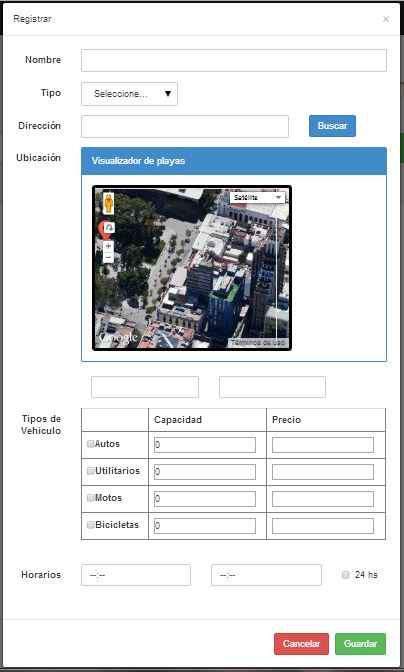 Registrar ×
Nombre
Tipo Seleccione... ▼
Dirección Buscar
Ubicación Visualizador de playas
Satélite
Google Términos de uso
Tipos de Vehiculo
Capacidad Precio
Autos 0
Utilitarios 0
Motos 0
Bicicletas 0
Horarios --:-- --:-- 24 hs
Cancelar Guardar